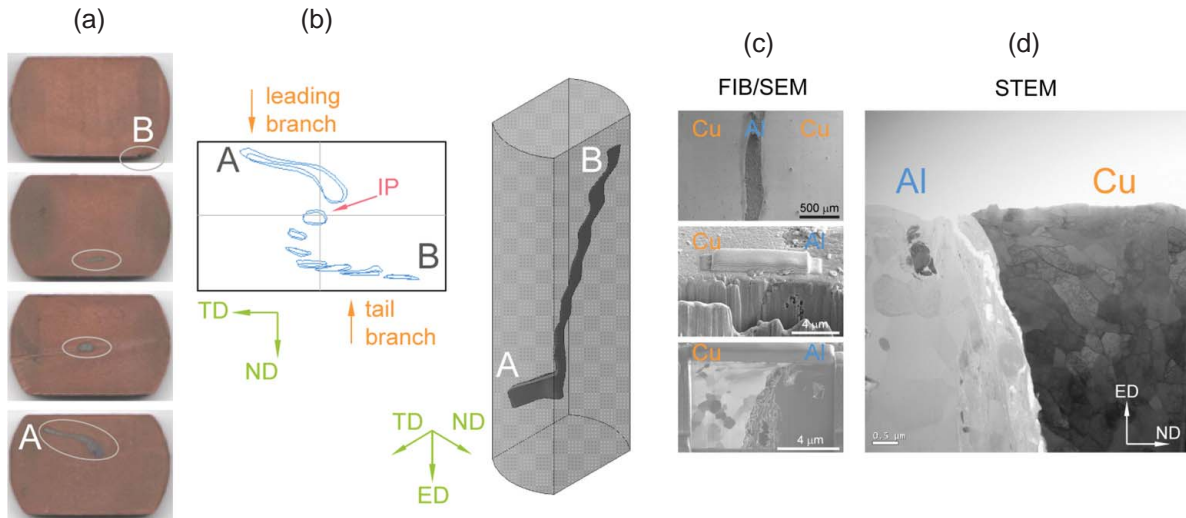 (a)
B
A
(b)
leading
branch
A
IP
B
tail
branch
TD
ND
B
A
TD
ND
ED
(c)
FIB/SEM
Cu
Al
Cu
500 µm
Cu
Al
4 µm
Cu
Al
4 µm
(d)
STEM
Al
Cu
ED
ND
0.5 µm